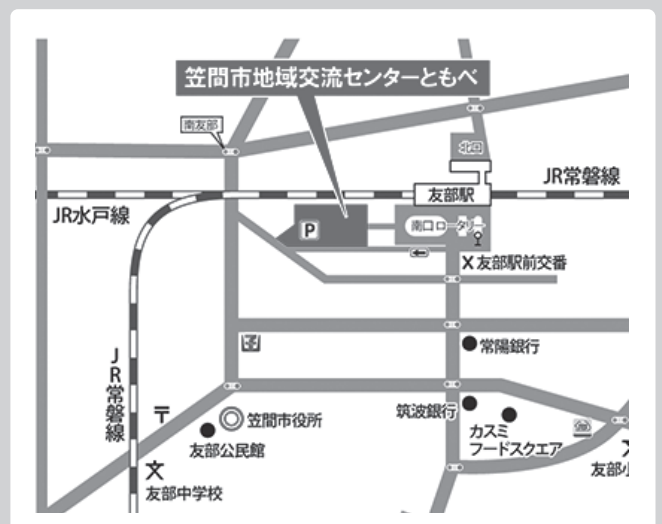 笠間市地域交流センターともべ
南友部
北口
JR常磐線
友部駅
JR水戸線
P
南口ロータリー
友部駅前交番
常陽銀行
JR常磐線
筑波銀行
笠間市役所
カスミ
フードスクエア
友部公民館
友部小
友部中学校